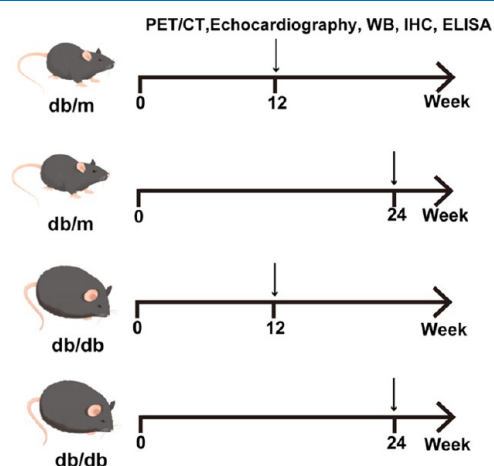 PET/CT,Echocardiography, WB, IHC, ELISA
db/m
0
12
Week
db/m
0
24
Week
db/db
0
12
Week
db/db
0
24
Week